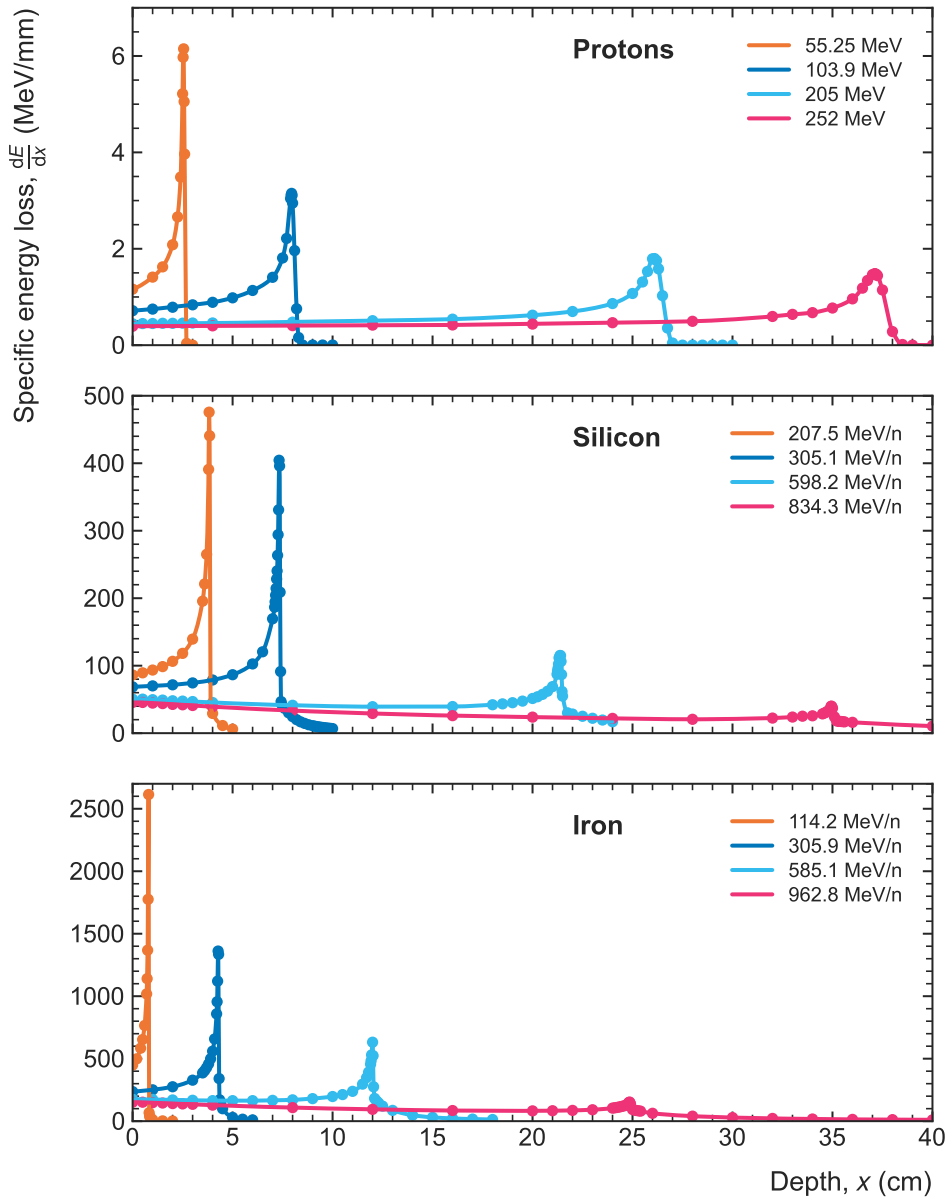 Specific energy loss, dE/dx (MeV/mm)
Protons
55.25 MeV
103.9 MeV
205 MeV
252 MeV
6
4
2
0
Silicon
207.5 MeV/n
305.1 MeV/n
598.2 MeV/n
834.3 MeV/n
500
400
300
200
100
0
Iron
114.2 MeV/n
305.9 MeV/n
585.1 MeV/n
962.8 MeV/n
2500
2000
1500
1000
500
0
0 5 10 15 20 25 30 35 40
Depth, x (cm)